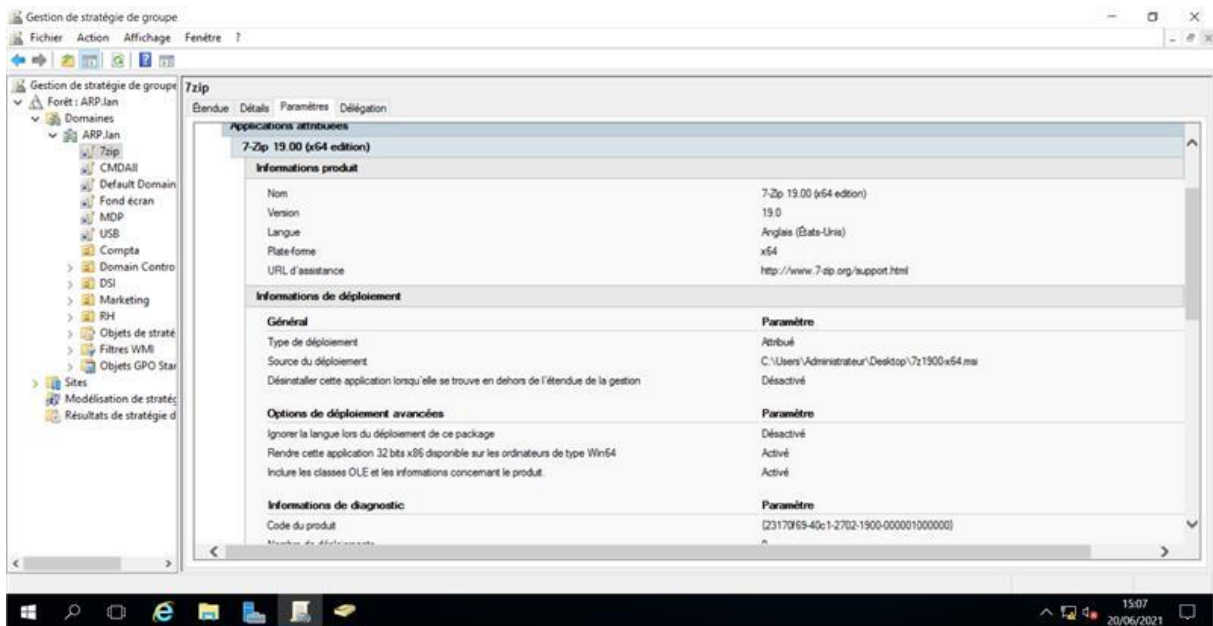 Gestion de stratégie de groupe
Fichier Action Affichage Fenêtre ?
Gestion de stratégie de groupe
Forêt : ARP.lan
Domaines
ARP.lan
7zip
CMDAll
Default Domain
Fond écran
MDP
USB
Compta
Domain Contro
DSI
Marketing
RH
Objets de straté
Filtres WMI
Objets GPO Star
Sites
Modélisation de stratég
Résultats de stratégie d
7zip
Étendue Détails Paramètres Délégation
Applications attribuées
7-Zip 19.00 (x64 edition)
Informations produit
Nom 7-Zip 19.00 (x64 edition)
Version 19.0
Langue Anglais (États-Unis)
Plate-forme x64
URL d'assistance http://www.7-zip.org/support.html
Informations de déploiement
Général Paramètre
Type de déploiement Attribué
Source du déploiement C:\Users\Administrateur\Desktop\7z1900-x64.msi
Désinstaller cette application lorsqu'elle se trouve en dehors de l'étendue de la gestion Désactivé
Options de déploiement avancées Paramètre
Ignorer la langue lors du déploiement de ce package Désactivé
Rendre cette application 32 bits x86 disponible sur les ordinateurs de type Win64 Activé
Inclure les classes OLE et les informations concernant le produit. Activé
Informations de diagnostic Paramètre
Code du produit {23170f69-40c1-2702-1900-000001000000}
Nombre de déploiements 0
15:07
20/06/2021